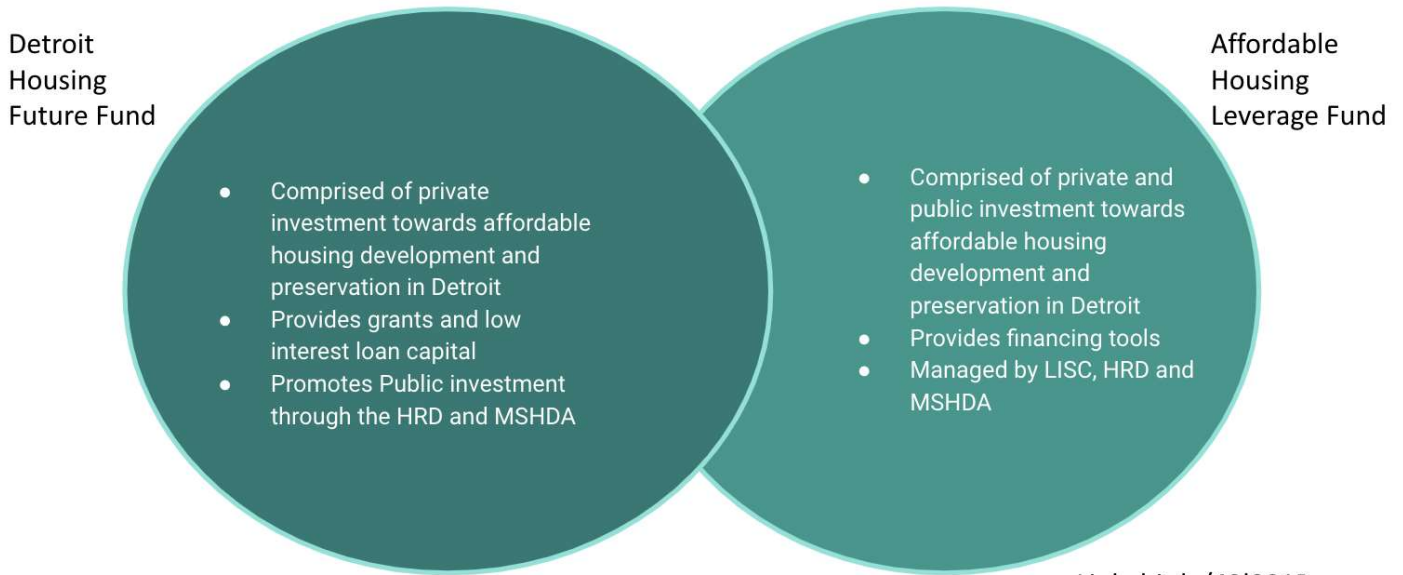 Detroit
Housing
Future Fund
● Comprised of private
investment towards affordable
housing development and
preservation in Detroit
● Provides grants and low
interest loan capital
● Promotes Public investment
through the HRD and MSHDA
Affordable
Housing
Leverage Fund
● Comprised of private and
public investment towards
affordable housing
development and
preservation in Detroit
● Provides financing tools
● Managed by LISC, HRD and
MSHDA